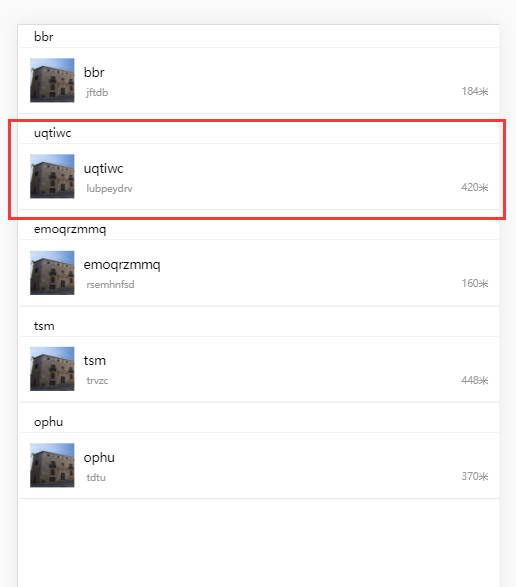 bbr
bbr
jftdb
184米
uqtiwc
uqtiwc
lubpeydrv
420米
emoqrzmmq
emoqrzmmq
rsemhnfsd
160米
tsm
tsm
trvzc
448米
ophu
ophu
tdtu
370米